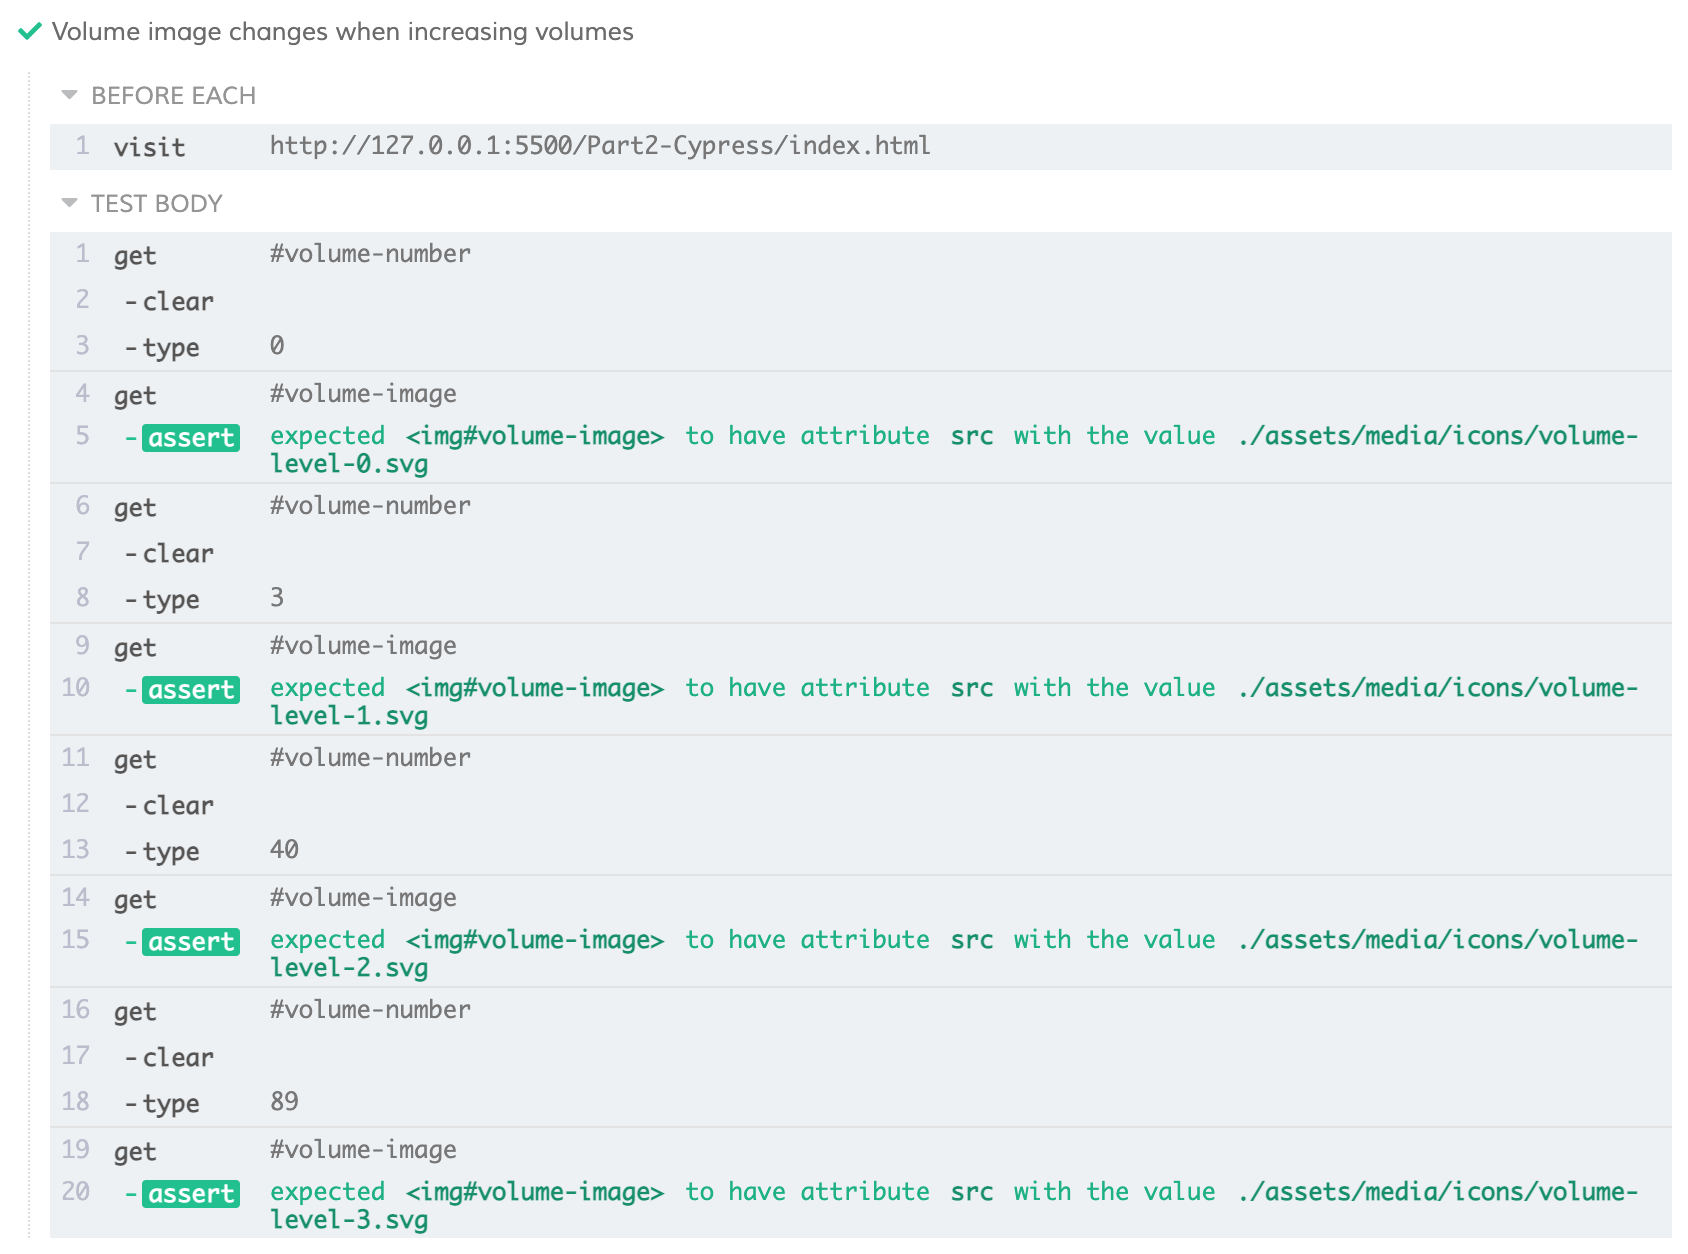 Volume image changes when increasing volumes
BEFORE EACH
1 visit http://127.0.0.1:5500/Part2-Cypress/index.html
TEST BODY
1 get #volume-number
2 -clear
3 -type 0
4 get #volume-image
5 -assert expected <img#volume-image> to have attribute src with the value ./assets/media/icons/volume-
level-0.svg
6 get #volume-number
7 -clear
8 -type 3
9 get #volume-image
10 -assert expected <img#volume-image> to have attribute src with the value ./assets/media/icons/volume-
level-1.svg
11 get #volume-number
12 -clear
13 -type 40
14 get #volume-image
15 -assert expected <img#volume-image> to have attribute src with the value ./assets/media/icons/volume-
level-2.svg
16 get #volume-number
17 -clear
18 -type 89
19 get #volume-image
20 -assert expected <img#volume-image> to have attribute src with the value ./assets/media/icons/volume-
level-3.svg